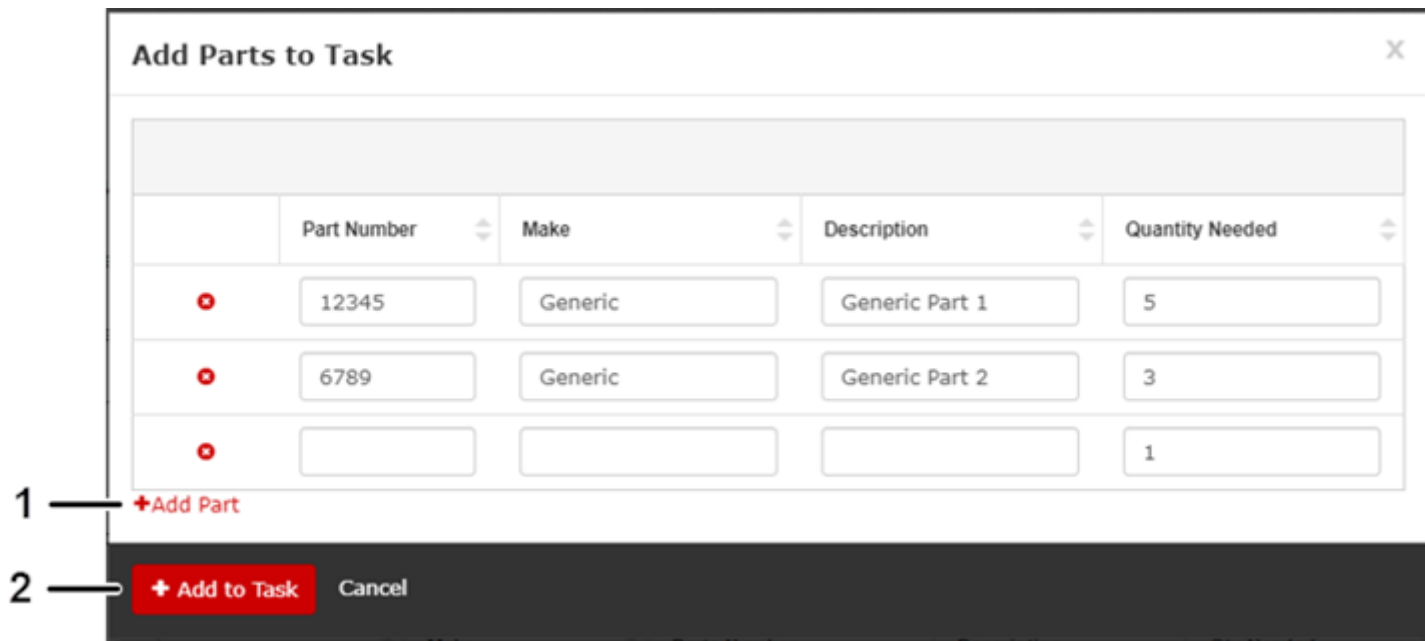 Add Parts to Task X
Part Number Make Description Quantity Needed
12345 Generic Generic Part 1 5
6789 Generic Generic Part 2 3
1
1 +Add Part
2 + Add to Task Cancel